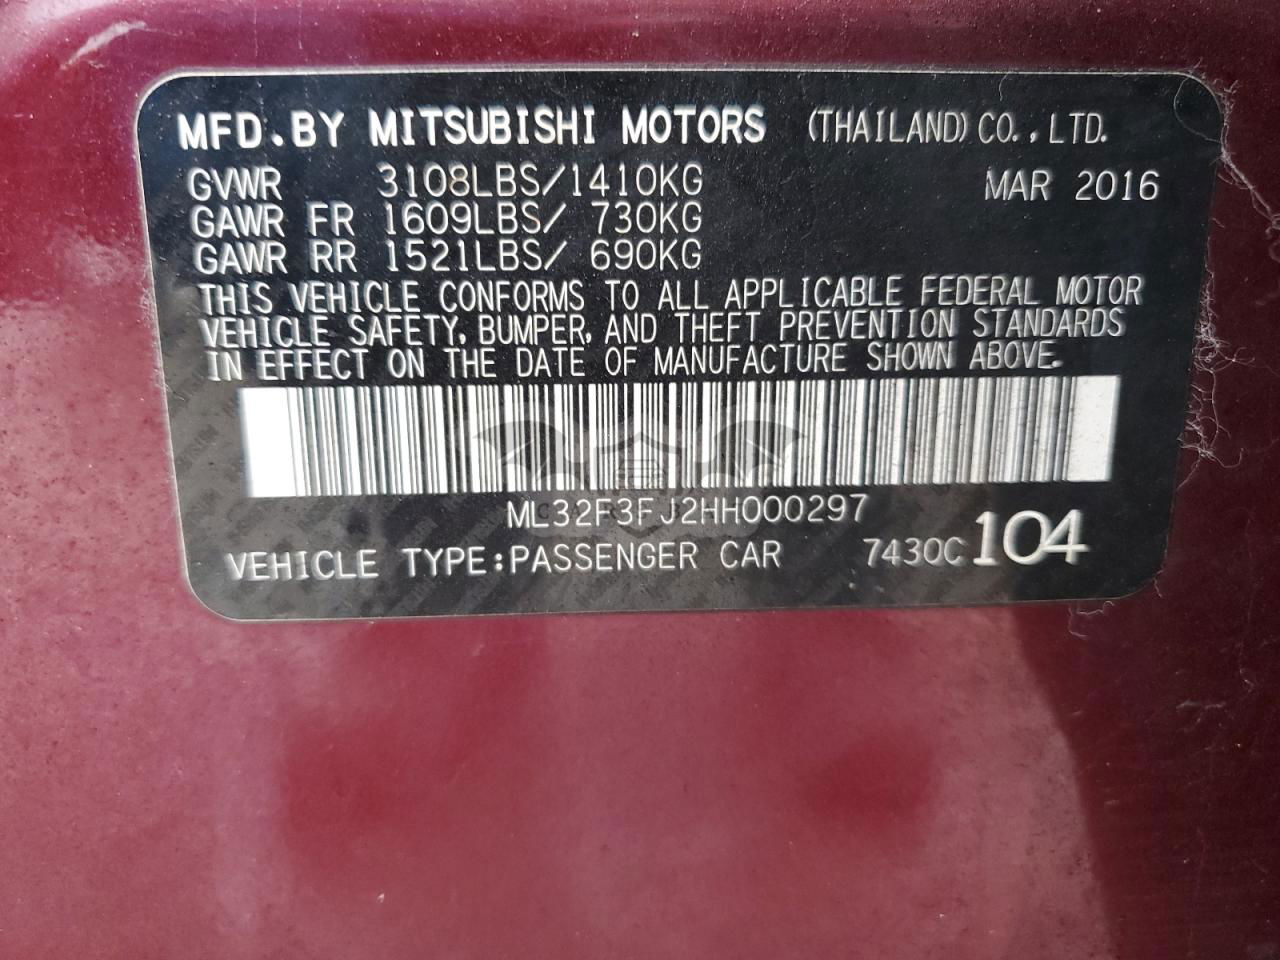 MFD.BY MITSUBISHI MOTORS (THAILAND) CO., LTD.
GVWR 3108LBS/1410KG MAR 2016
GAWR FR 1609LBS/ 730KG
GAWR RR 1521LBS/ 690KG
THIS VEHICLE CONFORMS TO ALL APPLICABLE FEDERAL MOTOR
VEHICLE SAFETY, BUMPER, AND THEFT PREVENTION STANDARDS
IN EFFECT ON THE DATE OF MANUFACTURE SHOWN ABOVE.
ML32F3FJ2HH000297
VEHICLE TYPE:PASSENGER CAR 7430C 104